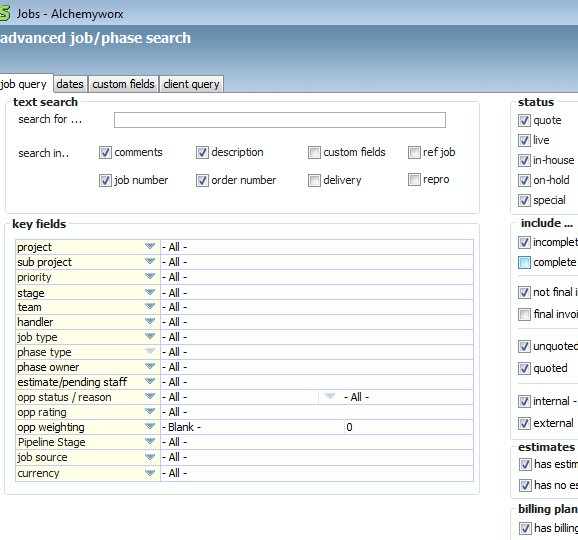 Jobs - Alchemyworx
advanced job/phase search
job query dates custom fields client query
text search
search for ...
search in..
comments description custom fields ref job
job number order number delivery repro
key fields
project - All -
sub project - All -
priority - All -
stage - All -
team - All -
handler - All -
job type - All -
phase type - All -
phase owner - All -
estimate/pending staff - All -
opp status / reason - All - - All -
opp rating - All -
opp weighting - Blank - 0
Pipeline Stage - All -
job source - All -
currency - All -
status
quote
live
in-house
on-hold
special
include ...
incomplet
complete
not final i
final invoi
unquoted
quoted
internal -
external
estimates
has estim
has no es
billing plan
has billing